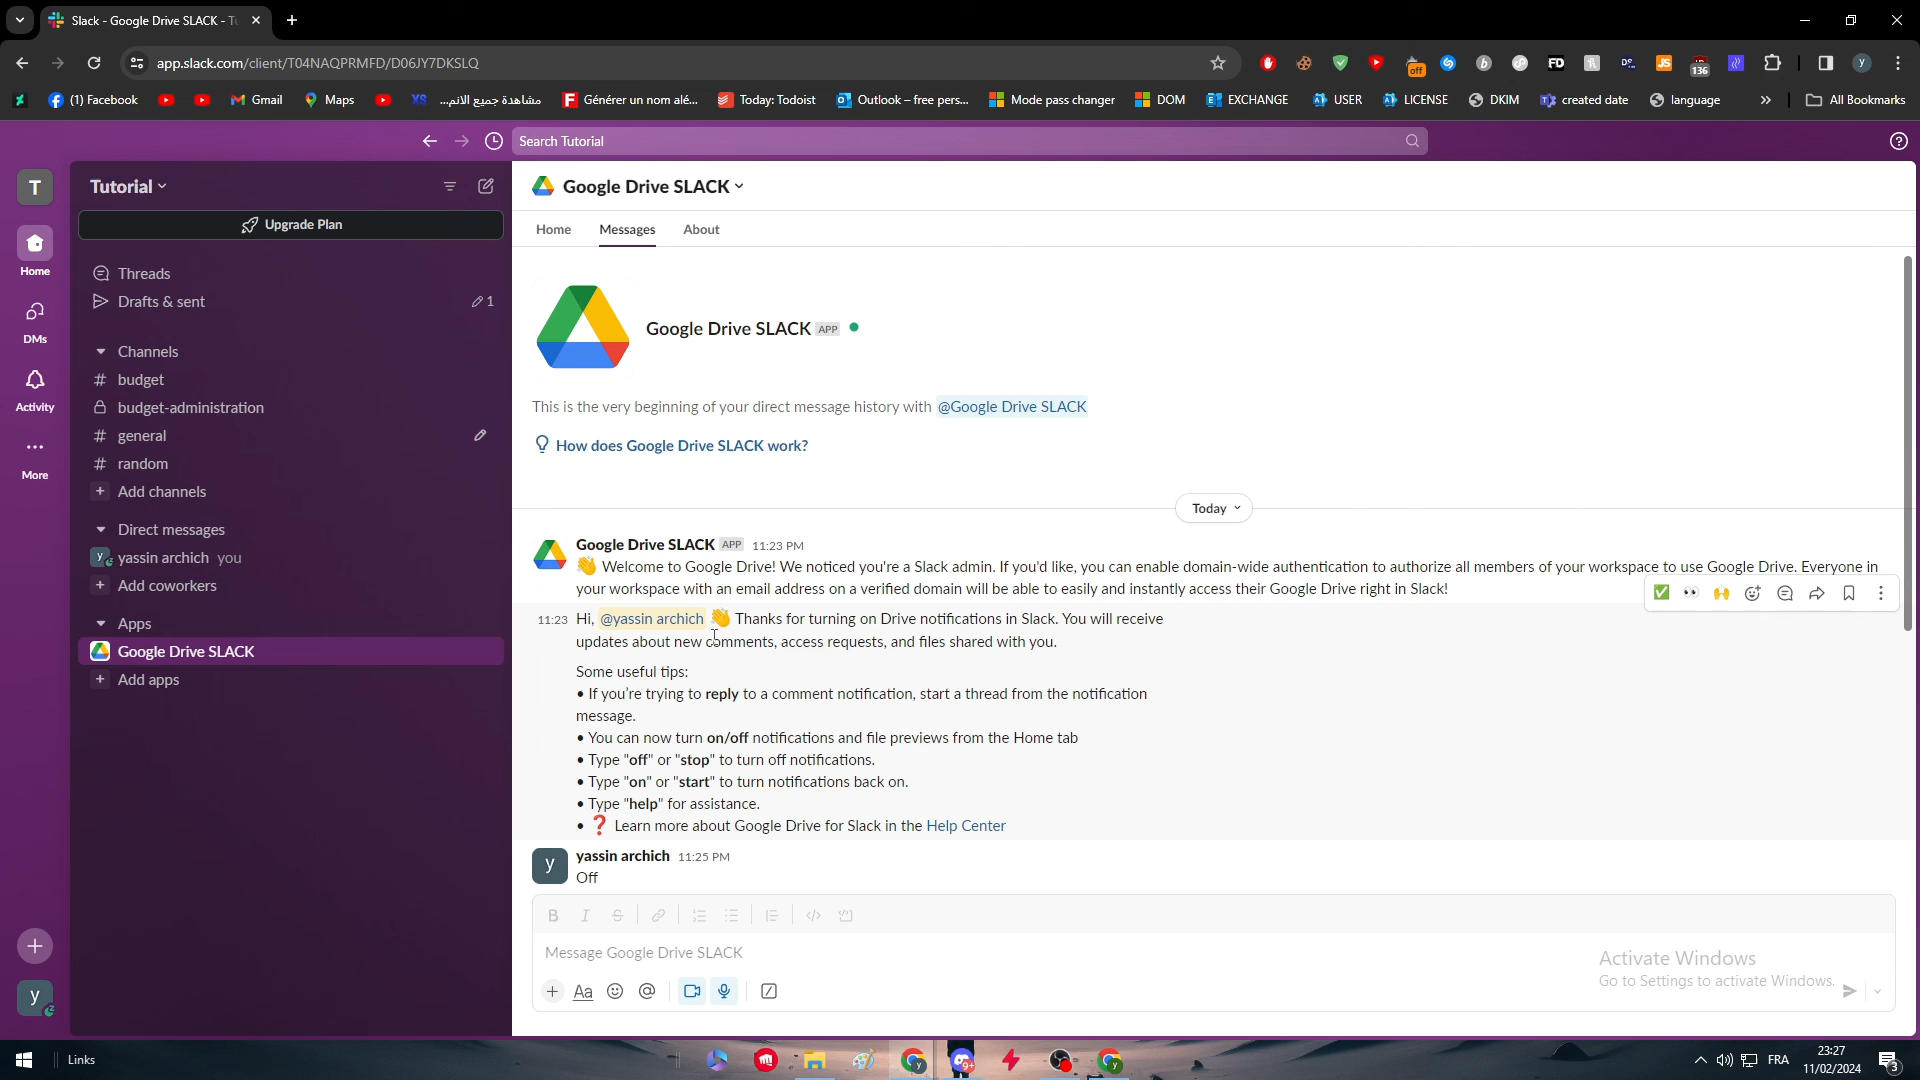 Slack - Google Drive SLACK - Tu
app.slack.com/client/T04NAQPRMFD/D06JY7DKSLQ
off
FD
JS
136
y
(1) Facebook
Gmail
Maps
مشاهدة جميع الانم...
Générer un nom alé...
Today: Todoist
Outlook – free pers...
Mode pass changer
DOM
EXCHANGE
USER
LICENSE
DKIM
created date
language
All Bookmarks
Search Tutorial
T
Tutorial
Upgrade Plan
Home
DMs
Activity
More
Threads
Drafts & sent
1
Channels
# budget
budget-administration
# general
# random
+ Add channels
Direct messages
yassin archich you
+ Add coworkers
Apps
Google Drive SLACK
+ Add apps
Google Drive SLACK
Home Messages About
Google Drive SLACK APP
This is the very beginning of your direct message history with @Google Drive SLACK
How does Google Drive SLACK work?
Today
Google Drive SLACK APP 11:23 PM
👋 Welcome to Google Drive! We noticed you're a Slack admin. If you'd like, you can enable domain-wide authentication to authorize all members of your workspace to use Google Drive. Everyone in
your workspace with an email address on a verified domain will be able to easily and instantly access their Google Drive right in Slack!
11:23 Hi, @yassin archich 👋 Thanks for turning on Drive notifications in Slack. You will receive
updates about new comments, access requests, and files shared with you.
Some useful tips:
• If you're trying to reply to a comment notification, start a thread from the notification
message.
• You can now turn on/off notifications and file previews from the Home tab
• Type "off" or "stop" to turn off notifications.
• Type "on" or "start" to turn notifications back on.
• Type "help" for assistance.
• ❓ Learn more about Google Drive for Slack in the Help Center
y
yassin archich 11:25 PM
Off
B I S
Message Google Drive SLACK
Aa
Activate Windows
Go to Settings to activate Windows.
y
Links
9+
FRA
23:27
11/02/2024
3